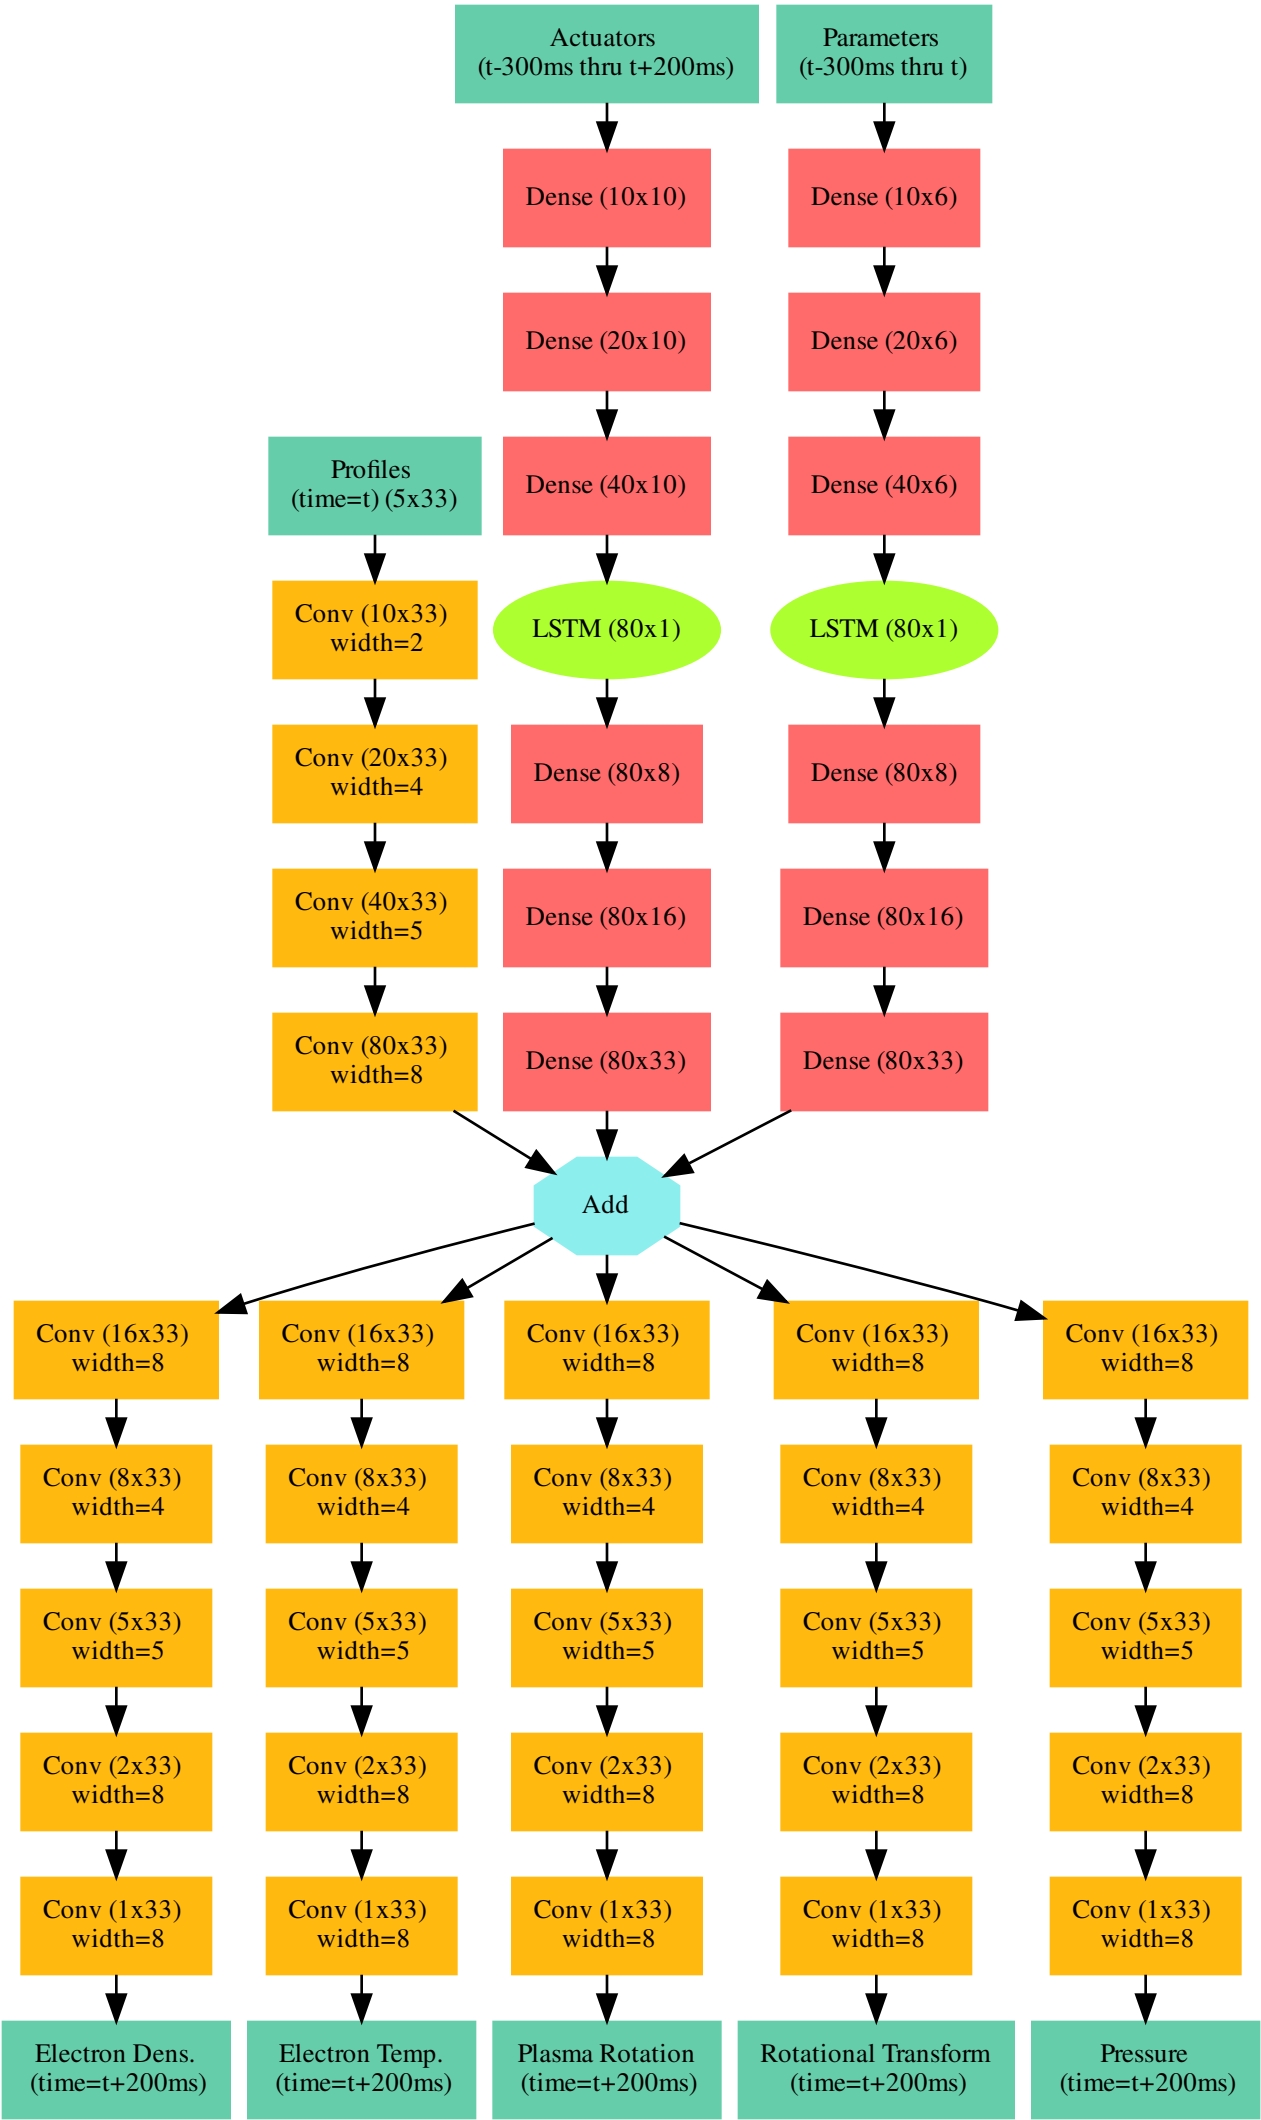 Actuators
(t-300ms thru t+200ms)
Parameters
(t-300ms thru t)
Dense (10x10)
Dense (10x6)
Dense (20x10)
Dense (20x6)
Profiles
(time=t) (5x33)
Dense (40x10)
Dense (40x6)
Conv (10x33)
width=2
LSTM (80x1)
LSTM (80x1)
Conv (20x33)
width=4
Dense (80x8)
Dense (80x8)
Conv (40x33)
width=5
Dense (80x16)
Dense (80x16)
Conv (80x33)
width=8
Dense (80x33)
Dense (80x33)
Add
Conv (16x33)
width=8
Conv (16x33)
width=8
Conv (16x33)
width=8
Conv (16x33)
width=8
Conv (16x33)
width=8
Conv (8x33)
width=4
Conv (8x33)
width=4
Conv (8x33)
width=4
Conv (8x33)
width=4
Conv (8x33)
width=4
Conv (5x33)
width=5
Conv (5x33)
width=5
Conv (5x33)
width=5
Conv (5x33)
width=5
Conv (5x33)
width=5
Conv (2x33)
width=8
Conv (2x33)
width=8
Conv (2x33)
width=8
Conv (2x33)
width=8
Conv (2x33)
width=8
Conv (1x33)
width=8
Conv (1x33)
width=8
Conv (1x33)
width=8
Conv (1x33)
width=8
Conv (1x33)
width=8
Electron Dens.
(time=t+200ms)
Electron Temp.
(time=t+200ms)
Plasma Rotation
(time=t+200ms)
Rotational Transform
(time=t+200ms)
Pressure
(time=t+200ms)